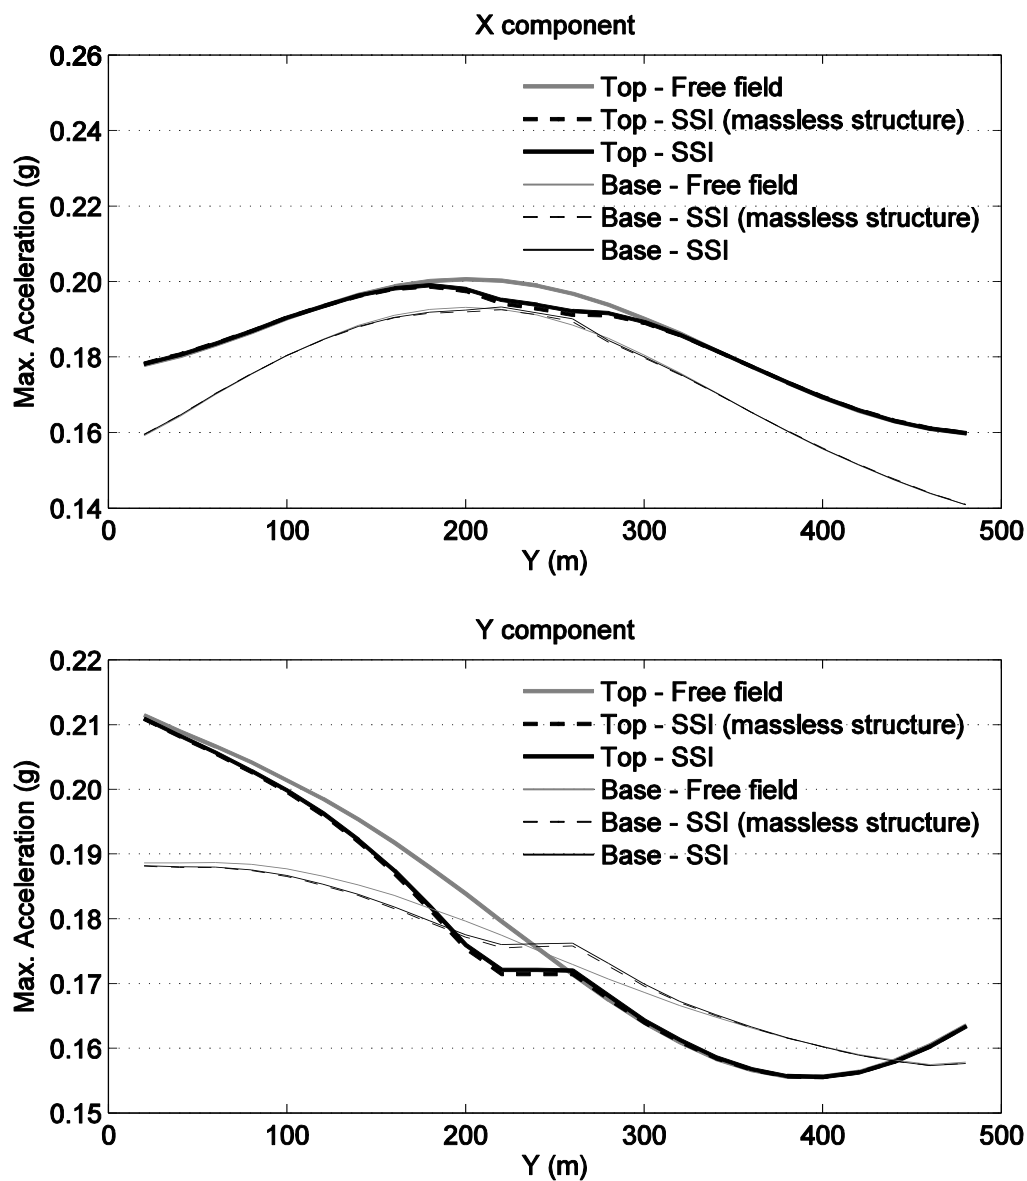 X component
0.26
0.24
0.22
0.20
0.18
0.16
0.14
Max. Acceleration (g)
Top - Free field
Top - SSI (massless structure)
Top - SSI
Base - Free field
Base - SSI (massless structure)
Base - SSI
0 100 200 300 400 500
Y (m)
Y component
0.22
0.21
0.20
0.19
0.18
0.17
0.16
0.15
Max. Acceleration (g)
Top - Free field
Top - SSI (massless structure)
Top - SSI
Base - Free field
Base - SSI (massless structure)
Base - SSI
0 100 200 300 400 500
Y (m)